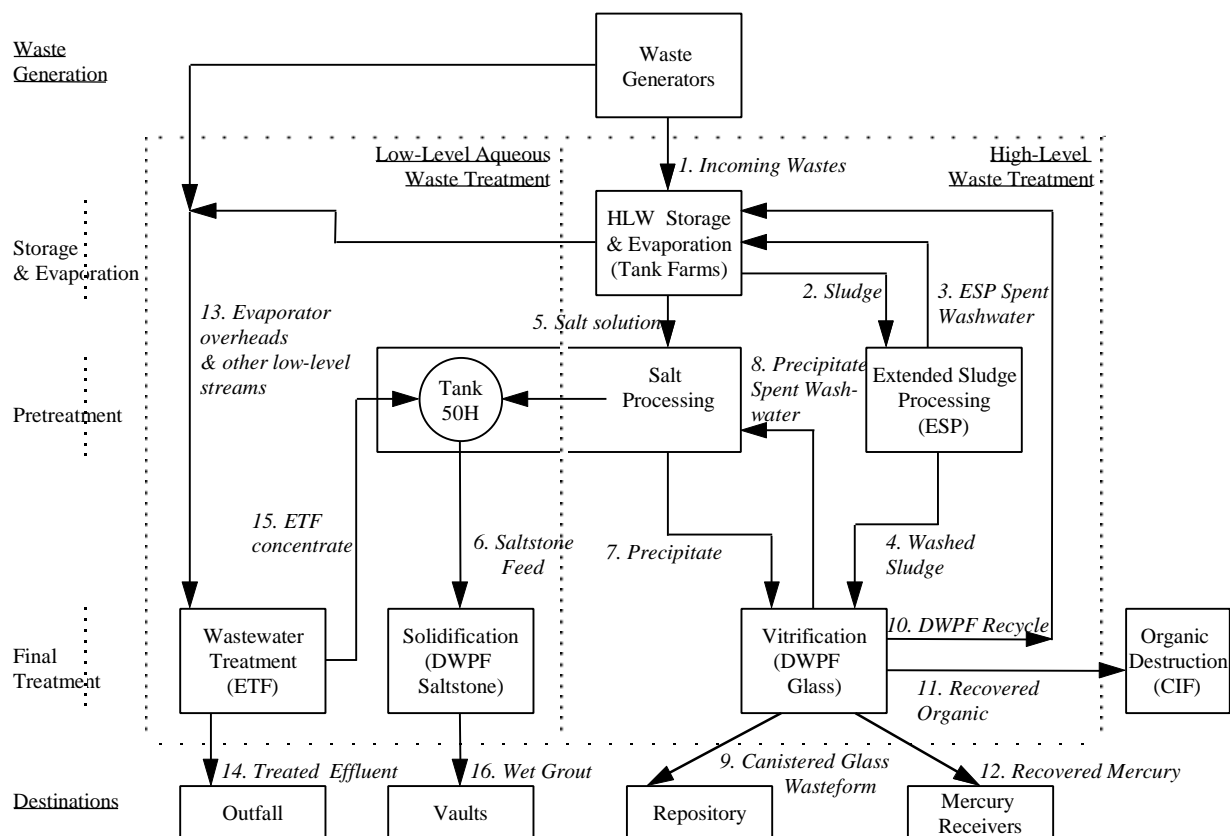 Waste
Generation
Waste
Generators
Low-Level Aqueous
Waste Treatment
High-Level
Waste Treatment
1. Incoming Wastes
Storage
& Evaporation
HLW Storage
& Evaporation
(Tank Farms)
2. Sludge
3. ESP Spent
Washwater
13. Evaporator
overheads
& other low-level
streams
5. Salt solution
Pretreatment
Tank
50H
Salt
Processing
8. Precipitate
Spent Wash-
water
Extended Sludge
Processing
(ESP)
15. ETF
concentrate
6. Saltstone
Feed
7. Precipitate
4. Washed
Sludge
Final
Treatment
Wastewater
Treatment
(ETF)
Solidification
(DWPF
Saltstone)
Vitrification
(DWPF
Glass)
10. DWPF Recycle
11. Recovered
Organic
Organic
Destruction
(CIF)
14. Treated Effluent
16. Wet Grout
9. Canistered Glass
Wasteform
12. Recovered Mercury
Destinations
Outfall
Vaults
Repository
Mercury
Receivers